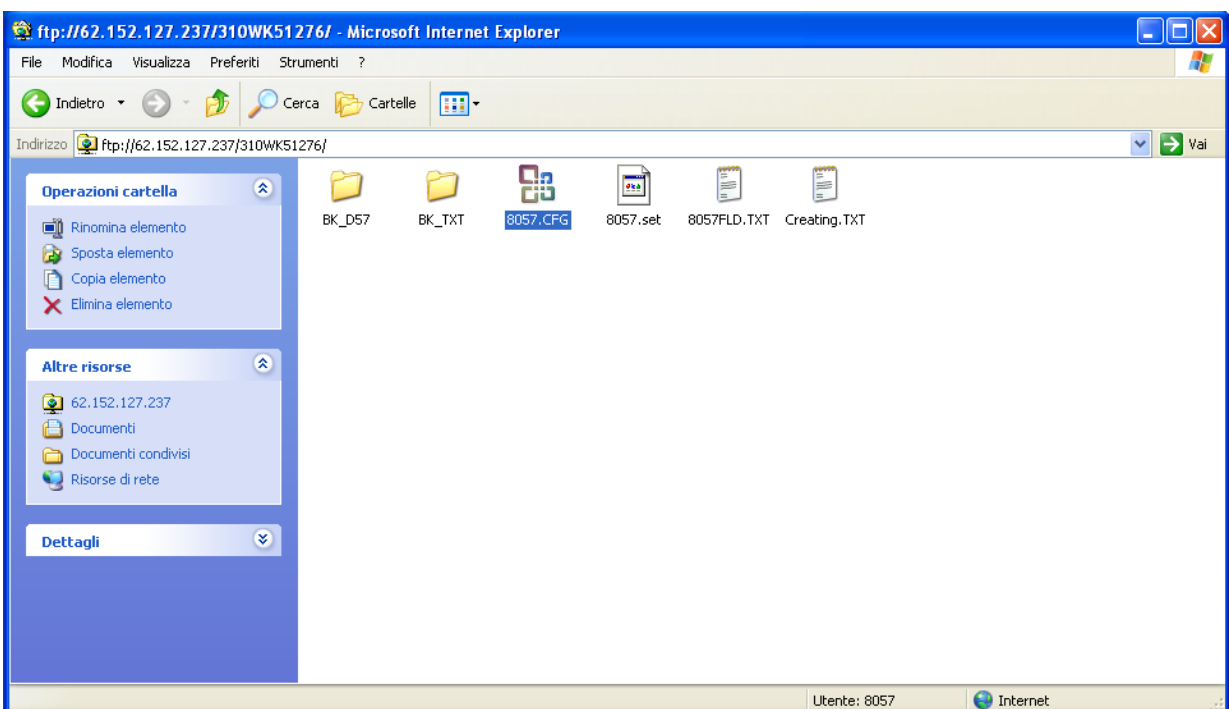 ftp://62.152.127.237/310WK51276/ - Microsoft Internet Explorer
File Modifica Visualizza Preferiti Strumenti ?
Indietro Cerca Cartelle
Indirizzo ftp://62.152.127.237/310WK51276/ Vai
Operazioni cartella
Rinomina elemento
Sposta elemento
Copia elemento
Elimina elemento
Altre risorse
62.152.127.237
Documenti
Documenti condivisi
Risorse di rete
Dettagli
BK_D57 BK_TXT 8057.CFG 8057.set 8057FLD.TXT Creating.TXT
Utente: 8057 Internet